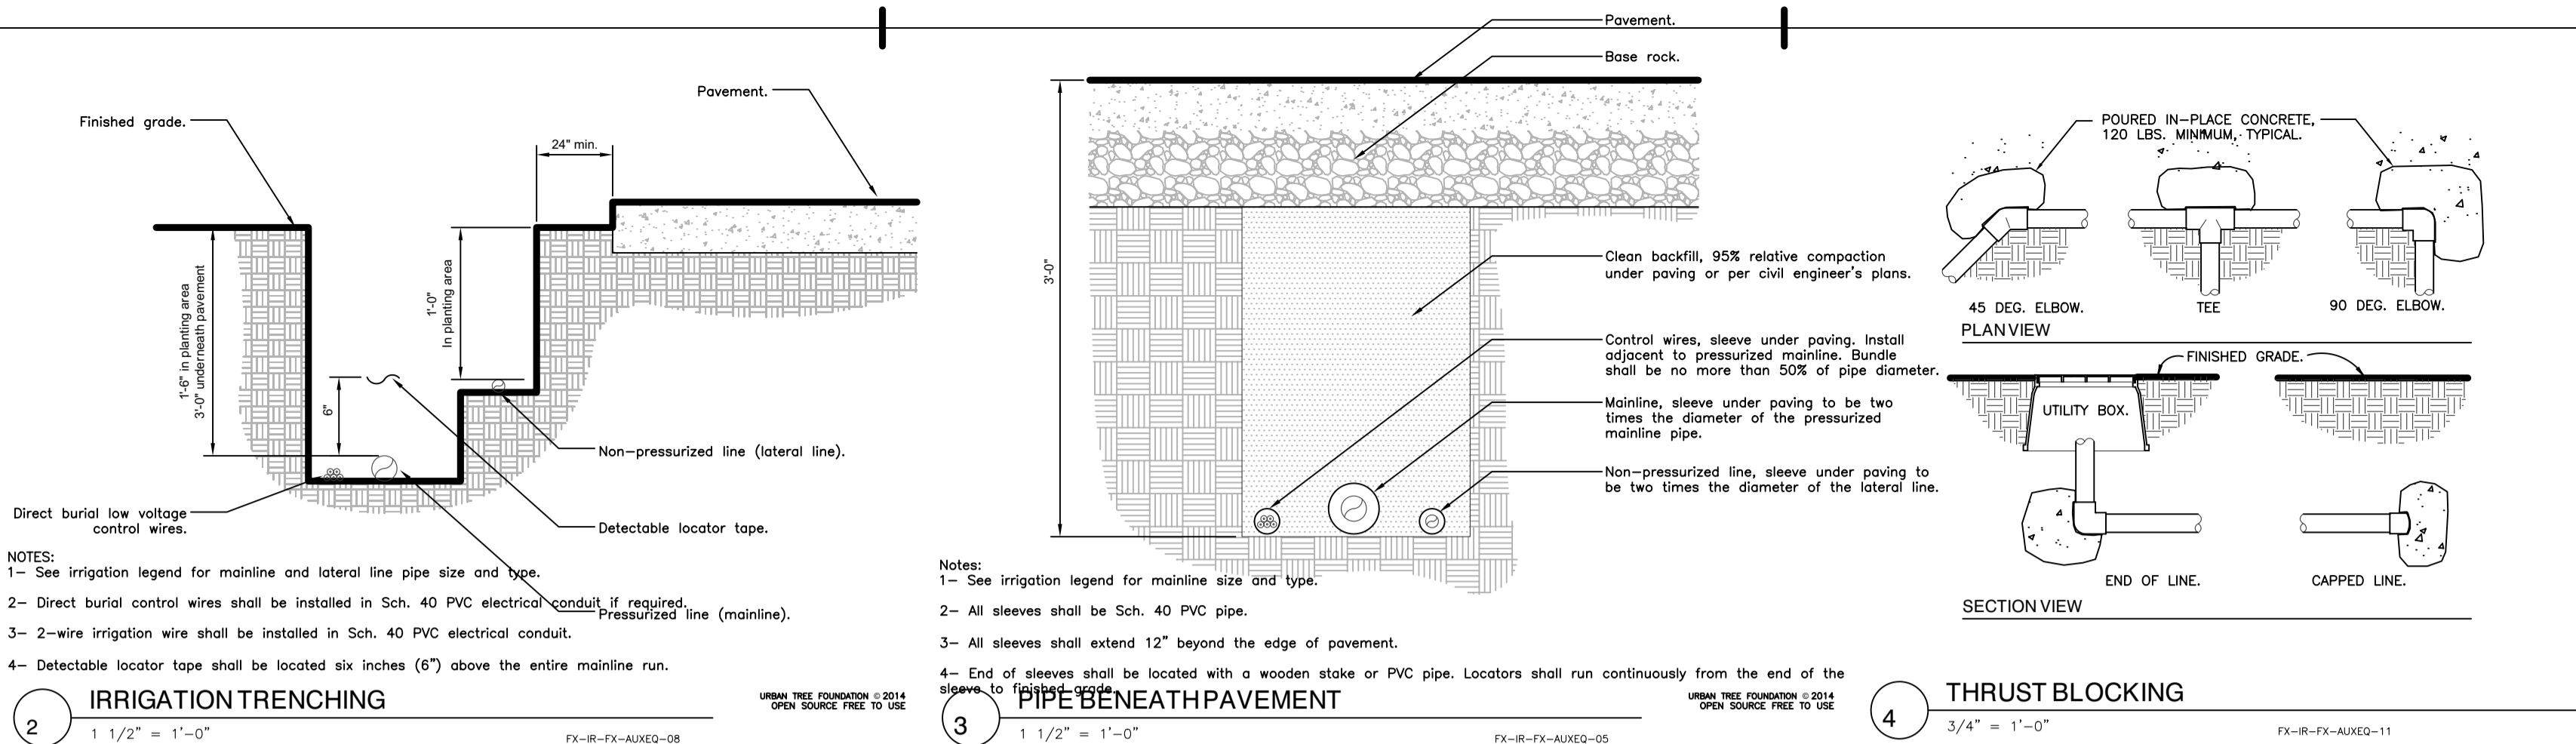 Finished grade.
Pavement.
24" min.
1'-6" in planting area
3'-0" underneath pavement
1'-0"
In planting area
6"
Non-pressurized line (lateral line).
Direct burial low voltage
control wires.
Detectable locator tape.
Pressurized line (mainline).
NOTES:
1- See irrigation legend for mainline and lateral line pipe size and type.
2- Direct burial control wires shall be installed in Sch. 40 PVC electrical conduit if required.
3- 2-wire irrigation wire shall be installed in Sch. 40 PVC electrical conduit.
4- Detectable locator tape shall be located six inches (6") above the entire mainline run.
2
IRRIGATION TRENCHING
1 1/2" = 1'-0"
FX-IR-FX-AUXEQ-08
URBAN TREE FOUNDATION © 2014
OPEN SOURCE FREE TO USE
Pavement.
Base rock.
3'-0"
Clean backfill, 95% relative compaction
under paving or per civil engineer's plans.
Control wires, sleeve under paving. Install
adjacent to pressurized mainline. Bundle
shall be no more than 50% of pipe diameter.
Mainline, sleeve under paving to be two
times the diameter of the pressurized
mainline pipe.
Non-pressurized line, sleeve under paving to
be two times the diameter of the lateral line.
Notes:
1- See irrigation legend for mainline size and type.
2- All sleeves shall be Sch. 40 PVC pipe.
3- All sleeves shall extend 12" beyond the edge of pavement.
4- End of sleeves shall be located with a wooden stake or PVC pipe. Locators shall run continuously from the end of the
sleeve to finished grade.
3
PIPE BENEATH PAVEMENT
1 1/2" = 1'-0"
FX-IR-FX-AUXEQ-05
URBAN TREE FOUNDATION © 2014
OPEN SOURCE FREE TO USE
POURED IN-PLACE CONCRETE,
120 LBS. MINIMUM, TYPICAL.
45 DEG. ELBOW.
TEE
90 DEG. ELBOW.
PLAN VIEW
FINISHED GRADE.
UTILITY BOX.
END OF LINE.
CAPPED LINE.
SECTION VIEW
4
THRUST BLOCKING
3/4" = 1'-0"
FX-IR-FX-AUXEQ-11